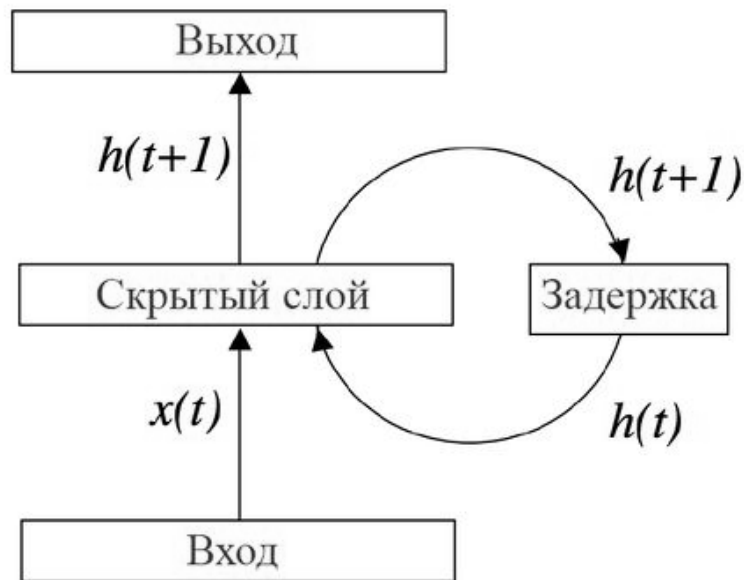 Выход
h(t+1)
h(t+1)
Скрытый слой
Задержка
x(t)
h(t)
Вход